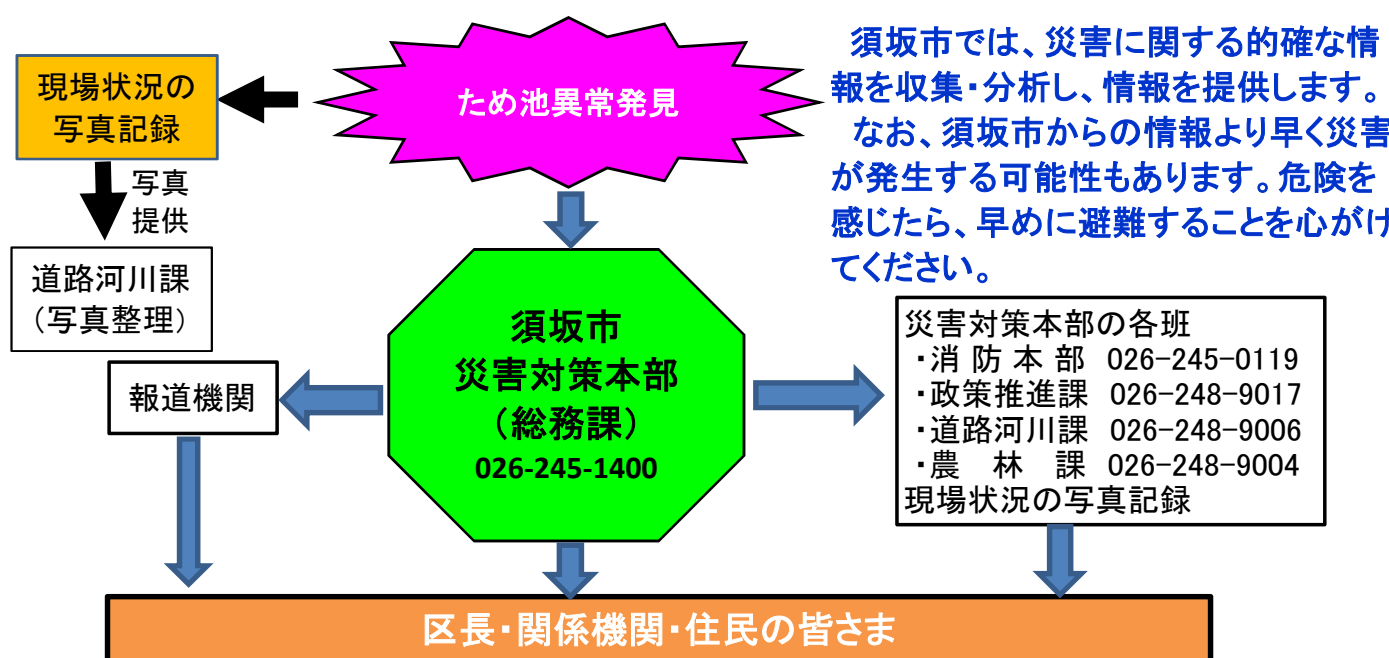 須坂市では、災害に関する的確な情
報を収集・分析し、情報を提供します。
なお、須坂市からの情報より早く災害
が発生する可能性もあります。危険を
感じたら、早めに避難することを心がけ
てください。
ため池異常発見
現場状況の
写真記録
写真
提供
道路河川課
（写真整理）
報道機関
須坂市
災害対策本部
（総務課）
026-245-1400
災害対策本部の各班
・消防本部 026-245-0119
・政策推進課 026-248-9017
・道路河川課 026-248-9006
・農林課 026-248-9004
現場状況の写真記録
区長・関係機関・住民の皆さま